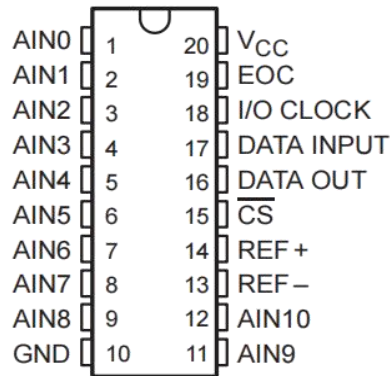 AIN0 1 20 VCC
AIN1 2 19 EOC
AIN2 3 18 I/O CLOCK
AIN3 4 17 DATA INPUT
AIN4 5 16 DATA OUT
AIN5 6 15 C̅S̅
AIN6 7 14 REF+
AIN7 8 13 REF–
AIN8 9 12 AIN10
GND 10 11 AIN9